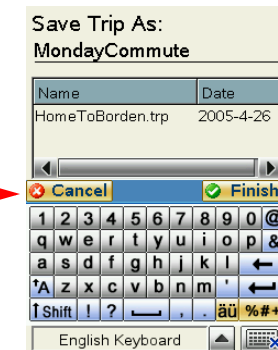 Save Trip As:
MondayCommute
Name Date
HomeToBorden.trp 2005-4-26
Cancel Finish
1 2 3 4 5 6 7 8 9 0 @
q w e r t y u i o p &
a s d f g h j k l ←
↑A z x c v b n m ' ↵
↑Shift ! ? , . äü %#+
English Keyboard